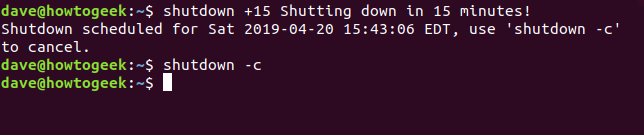 dave@howtogeek:~$ shutdown +15 Shutting down in 15 minutes!
Shutdown scheduled for Sat 2019-04-20 15:43:06 EDT, use 'shutdown -c'
to cancel.
dave@howtogeek:~$ shutdown -c
dave@howtogeek:~$